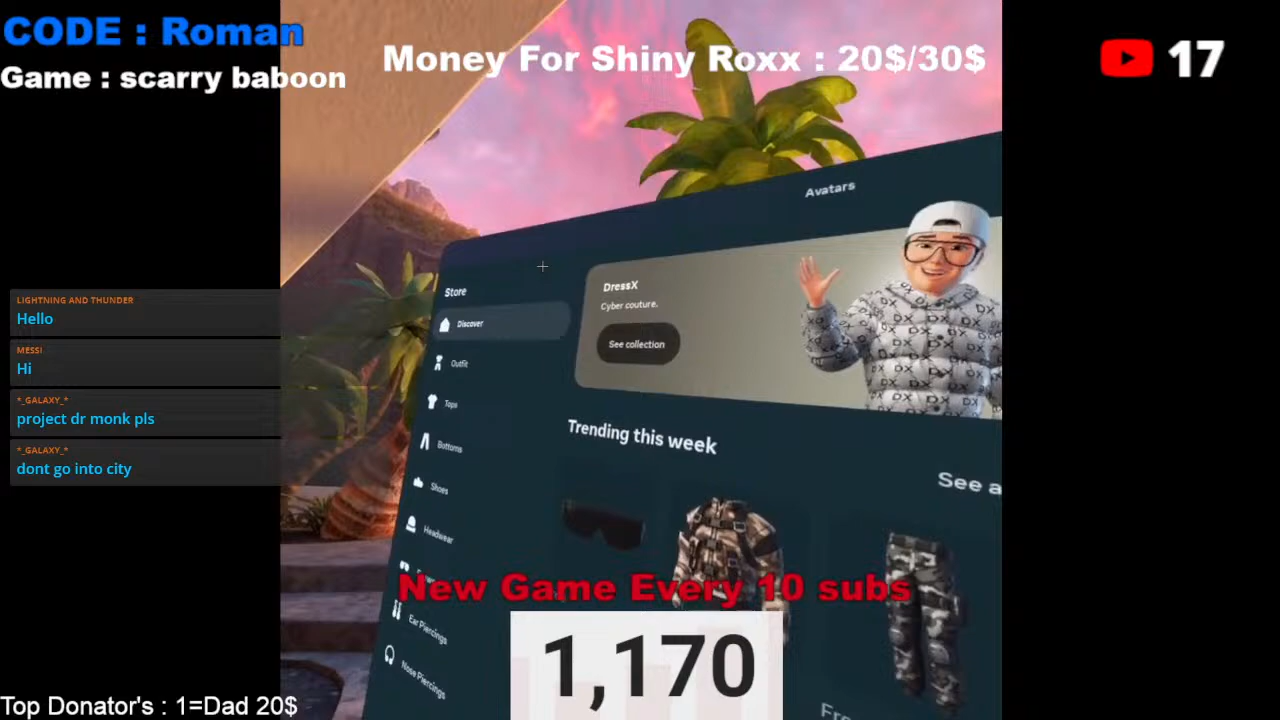 CODE : Roman
Game : scarry baboon
Money For Shiny Roxx : 20$/30$
17
LIGHTNING AND THUNDER
Hello
MESSI
Hi
*_GALAXY_*
project dr monk pls
*_GALAXY_*
dont go into city
Avatars
Store
Discover
Outfit
Tops
Bottoms
Shoes
Headwear
Ear Piercings
Nose Piercings
DressX
Cyber couture.
See collection
Trending this week
See a
New Game Every 10 subs
1,170
Top Donator's : 1=Dad 20$